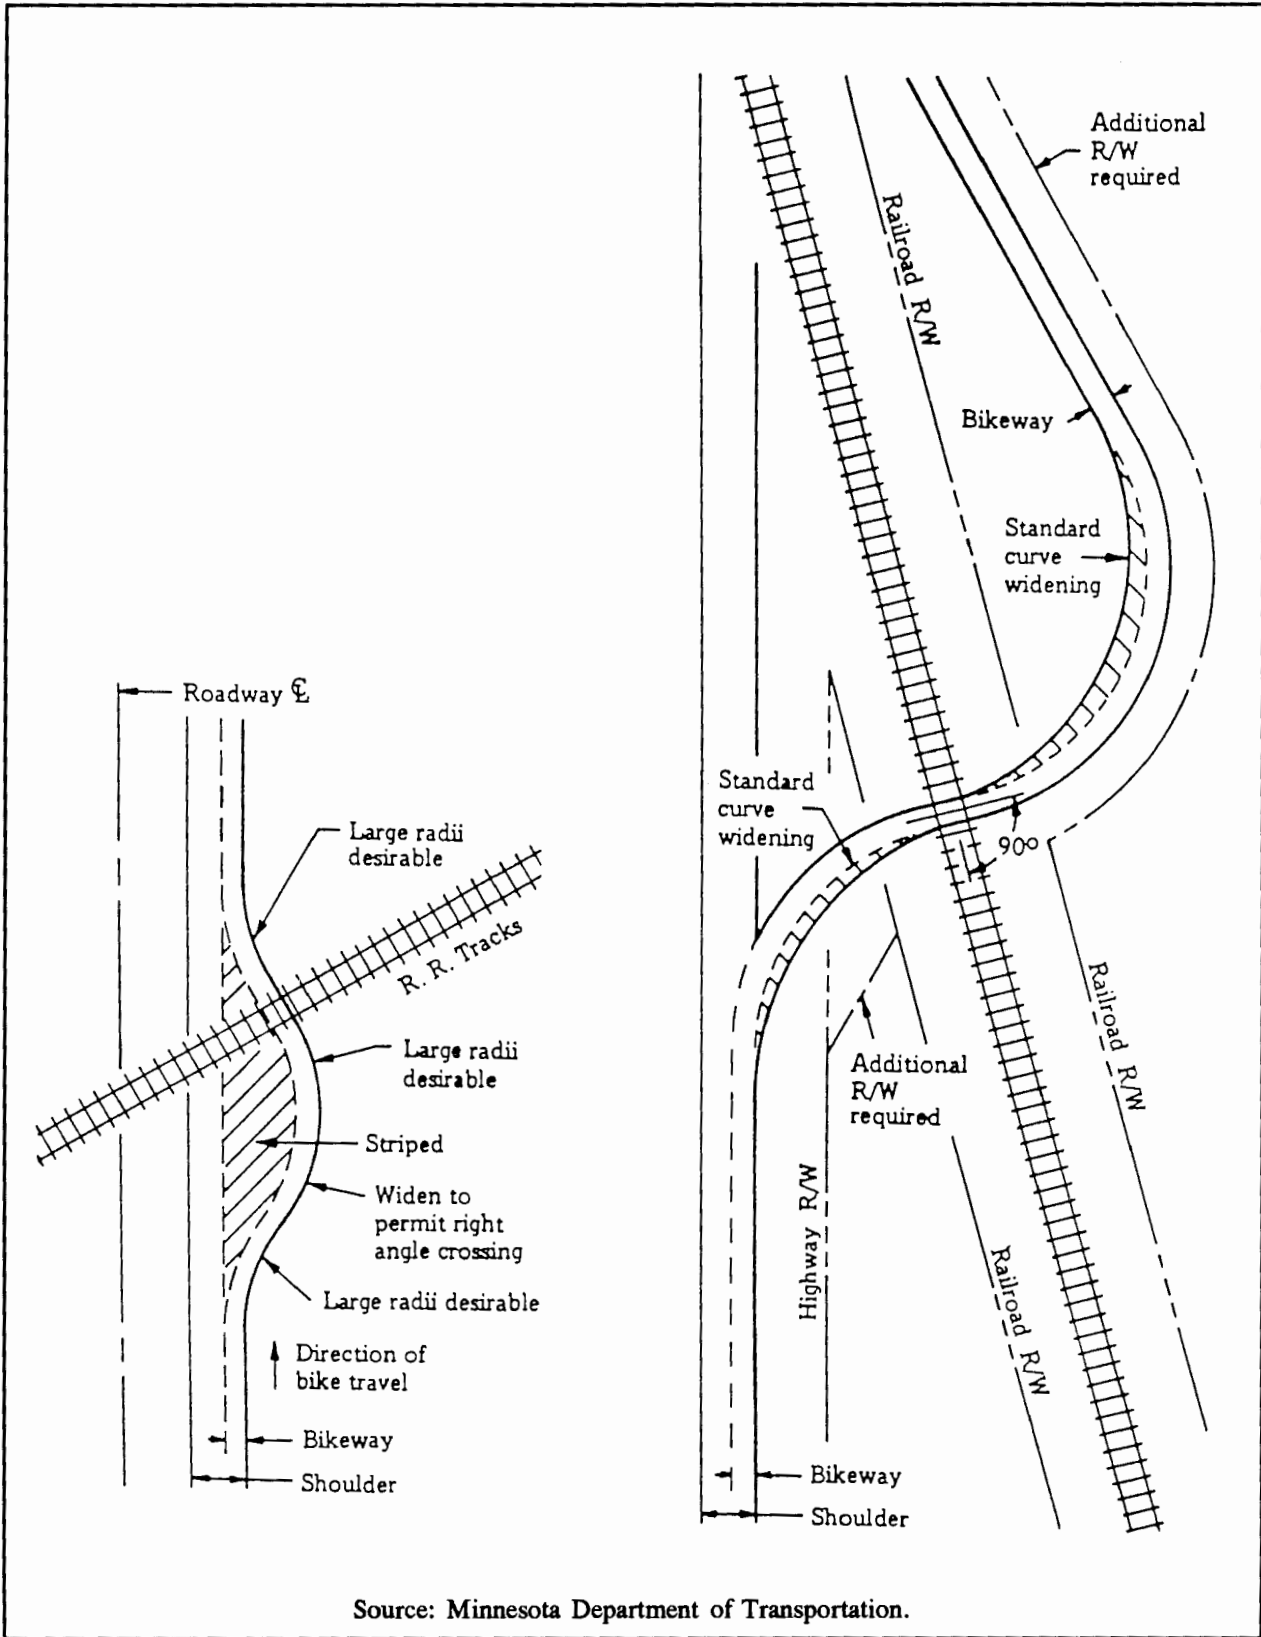 Roadway ℄
Large radii
desirable
R. R. Tracks
Large radii
desirable
Striped
Widen to
permit right
angle crossing
Large radii desirable
Direction of
bike travel
Bikeway
Shoulder
Additional
R/W
required
Railroad R/W
Bikeway
Standard
curve
widening
Standard
curve
widening
90º
Railroad R/W
Additional
R/W
required
Highway R/W
Railroad R/W
Bikeway
Shoulder
Source: Minnesota Department of Transportation.